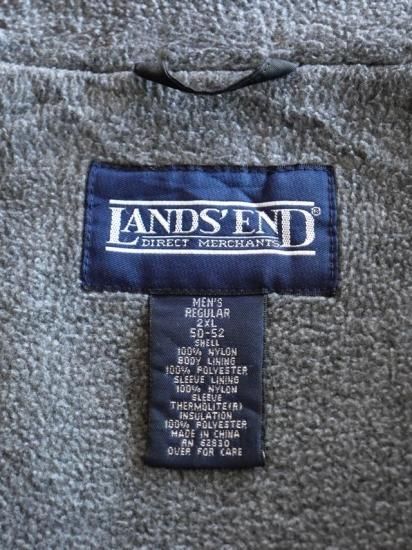 LANDS' END®
DIRECT MERCHANTS
MEN'S
REGULAR
2XL
50-52
SHELL
100% NYLON
BODY LINING
100% POLYESTER
SLEEVE LINING
100% NYLON
SLEEVE
THERMOLITE(R)
INSULATION
100% POLYESTER
MADE IN CHINA
RN 62830
OVER FOR CARE